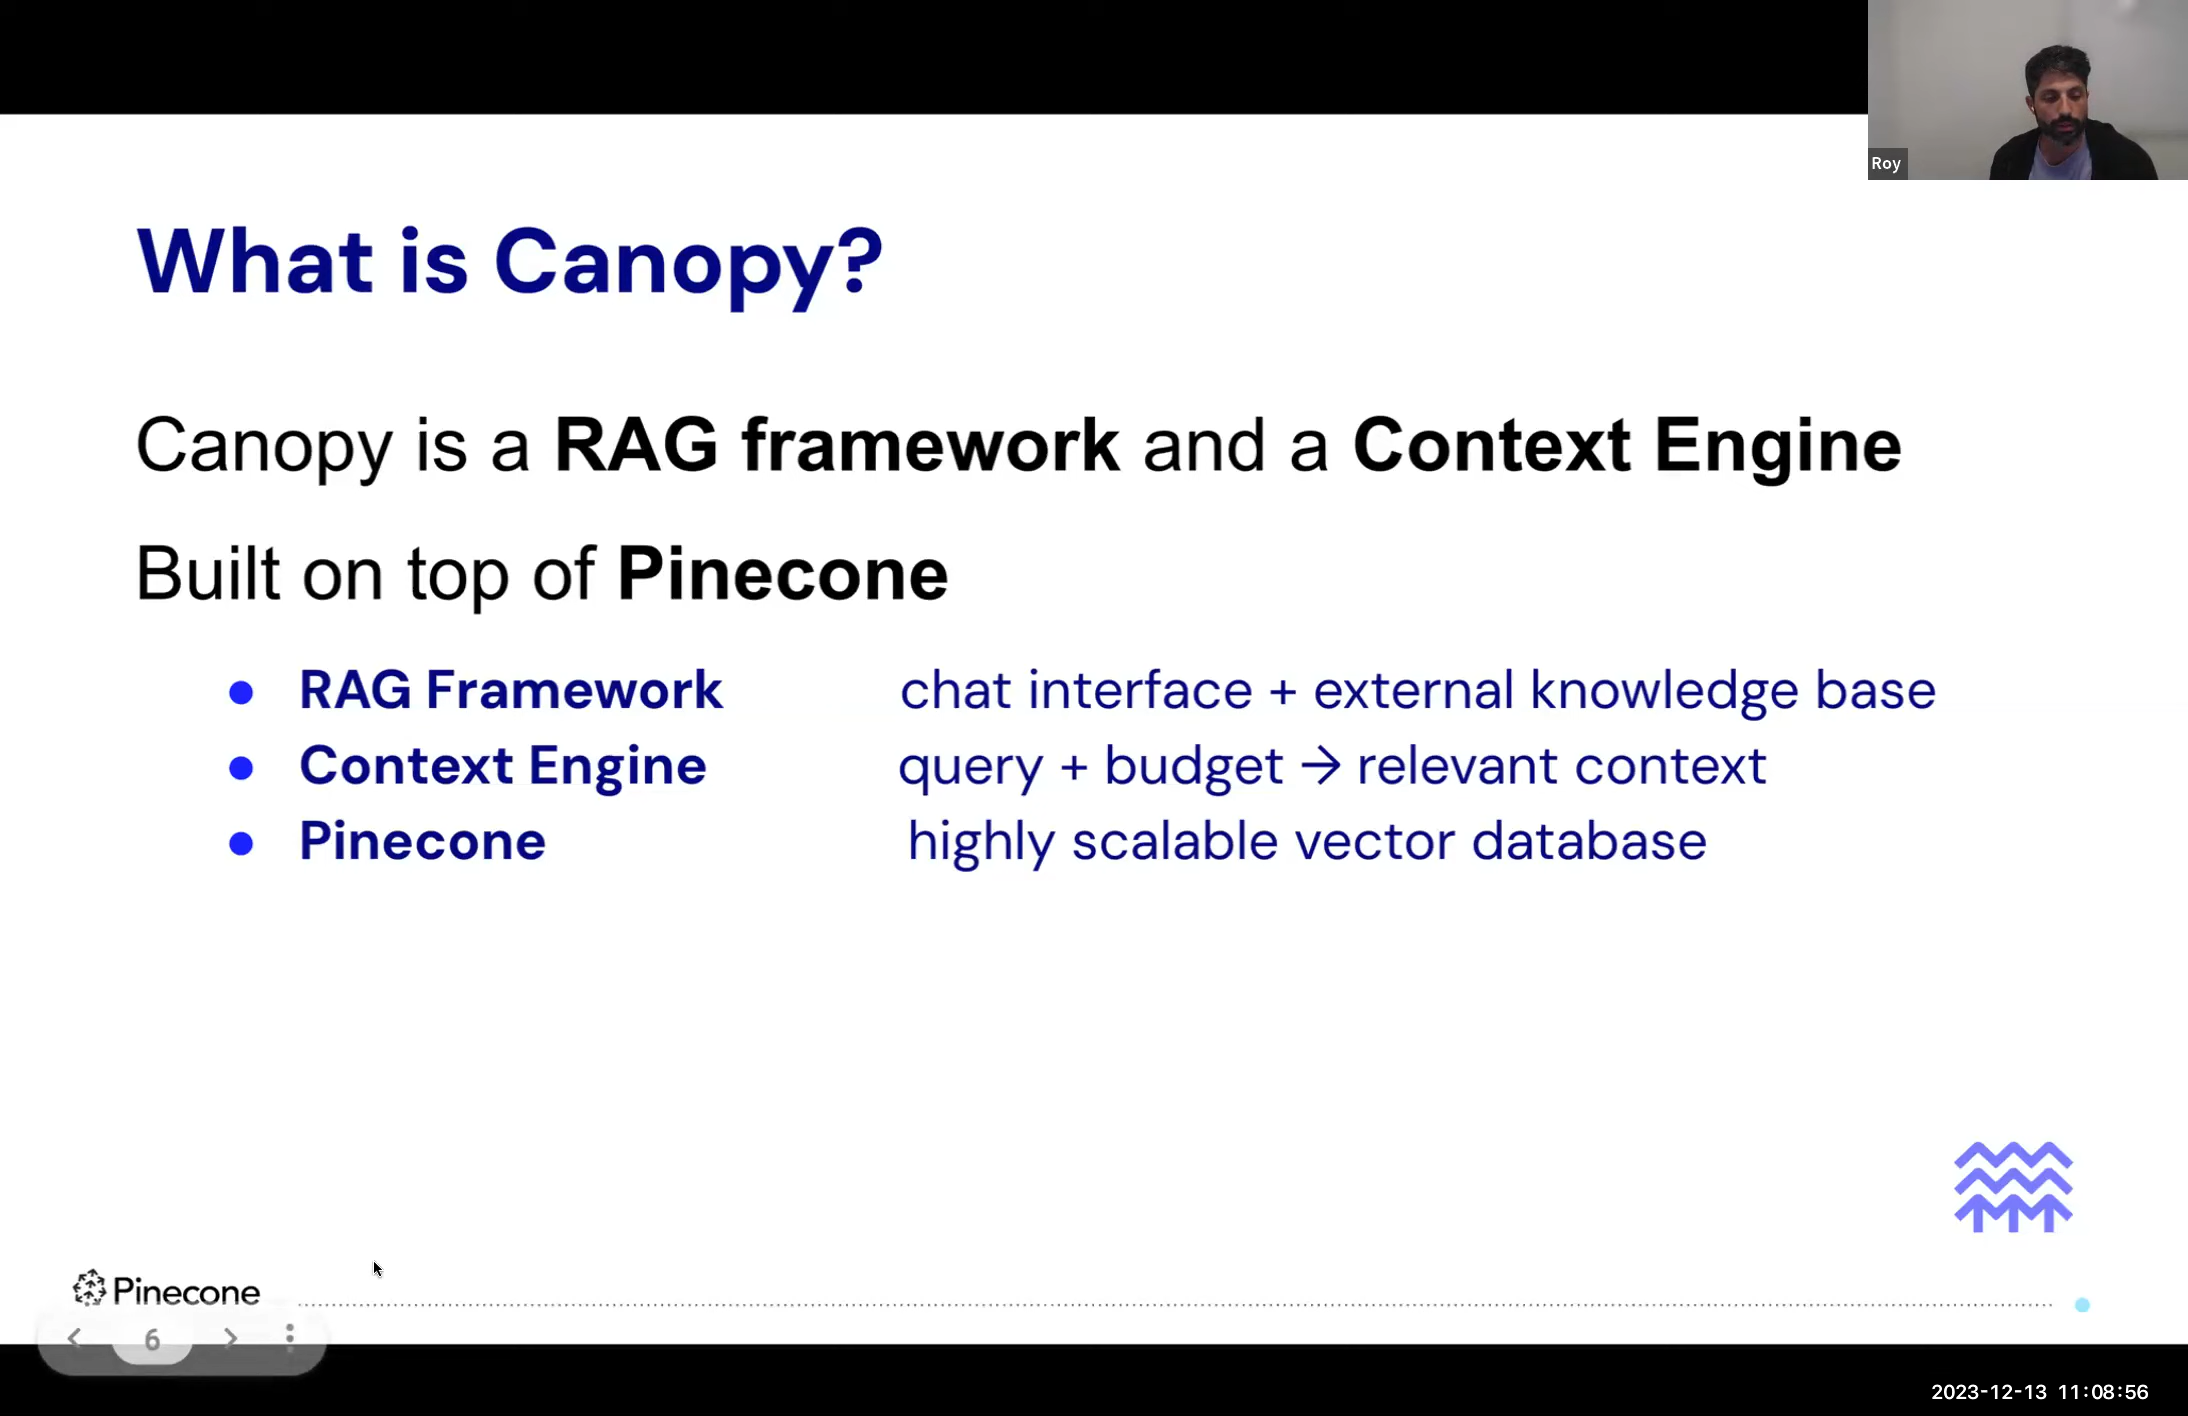 Roy
What is Canopy?
Canopy is a RAG framework and a Context Engine
Built on top of Pinecone
● RAG Framework chat interface + external knowledge base
● Context Engine query + budget → relevant context
● Pinecone highly scalable vector database
Pinecone
6
2023-12-13 11:08:56